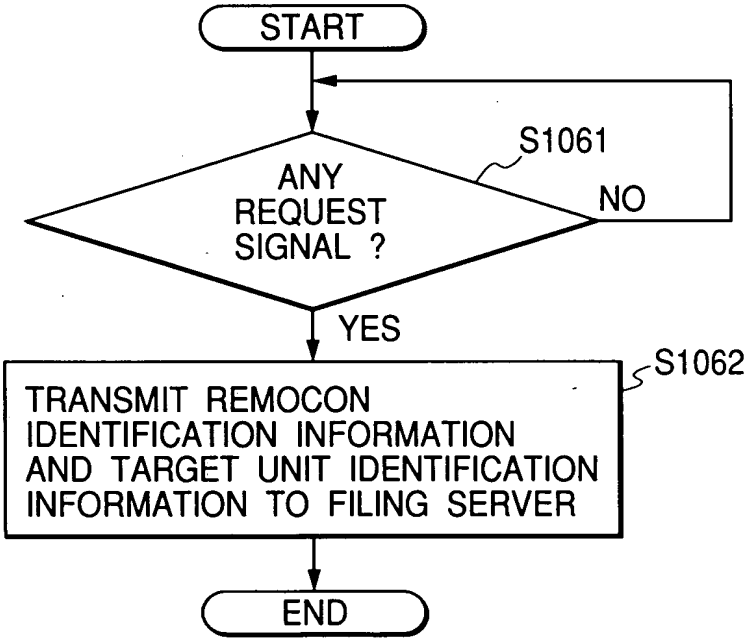 START
S1061
ANY
REQUEST
SIGNAL ?
NO
YES
S1062
TRANSMIT REMOCON
IDENTIFICATION INFORMATION
AND TARGET UNIT IDENTIFICATION
INFORMATION TO FILING SERVER
END